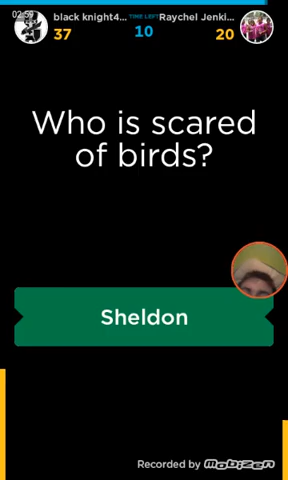 02:59
black knight4... TIME LEFT Raychel Jenki...
37 10 20
Who is scared
of birds?
Sheldon
Recorded by Mobizen